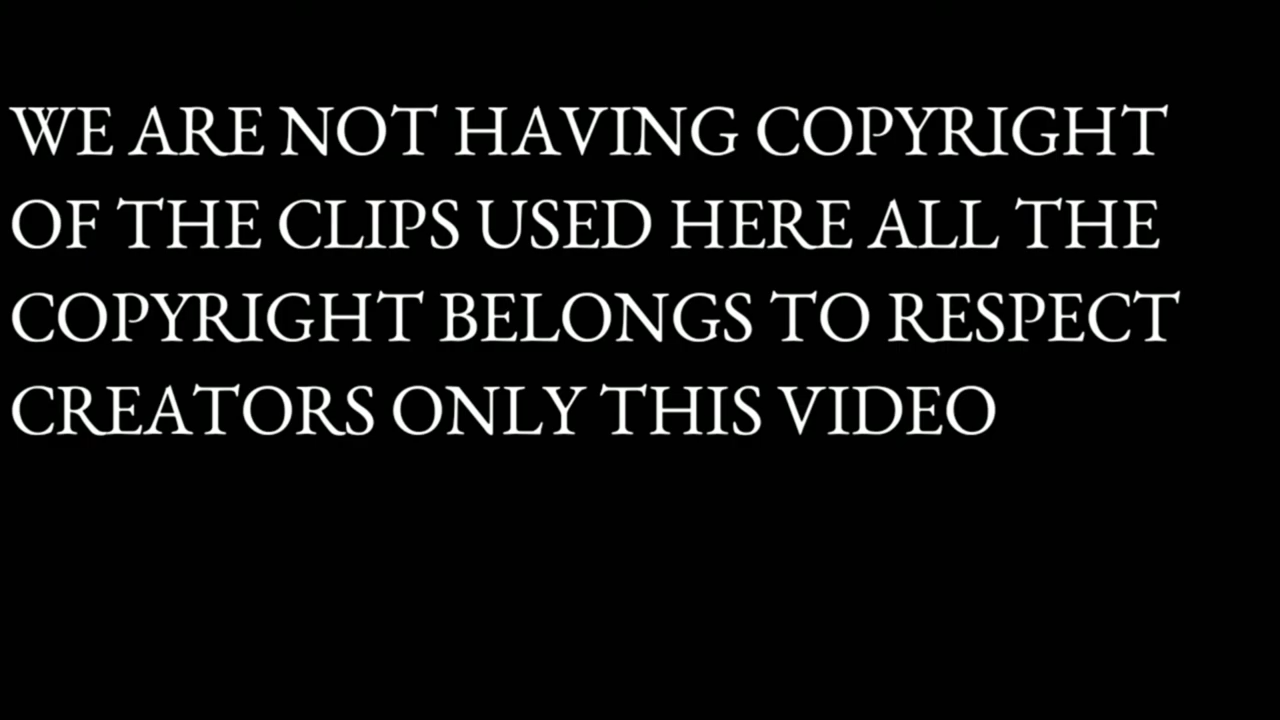 WE ARE NOT HAVING COPYRIGHT
OF THE CLIPS USED HERE ALL THE
COPYRIGHT BELONGS TO RESPECT
CREATORS ONLY THIS VIDEO